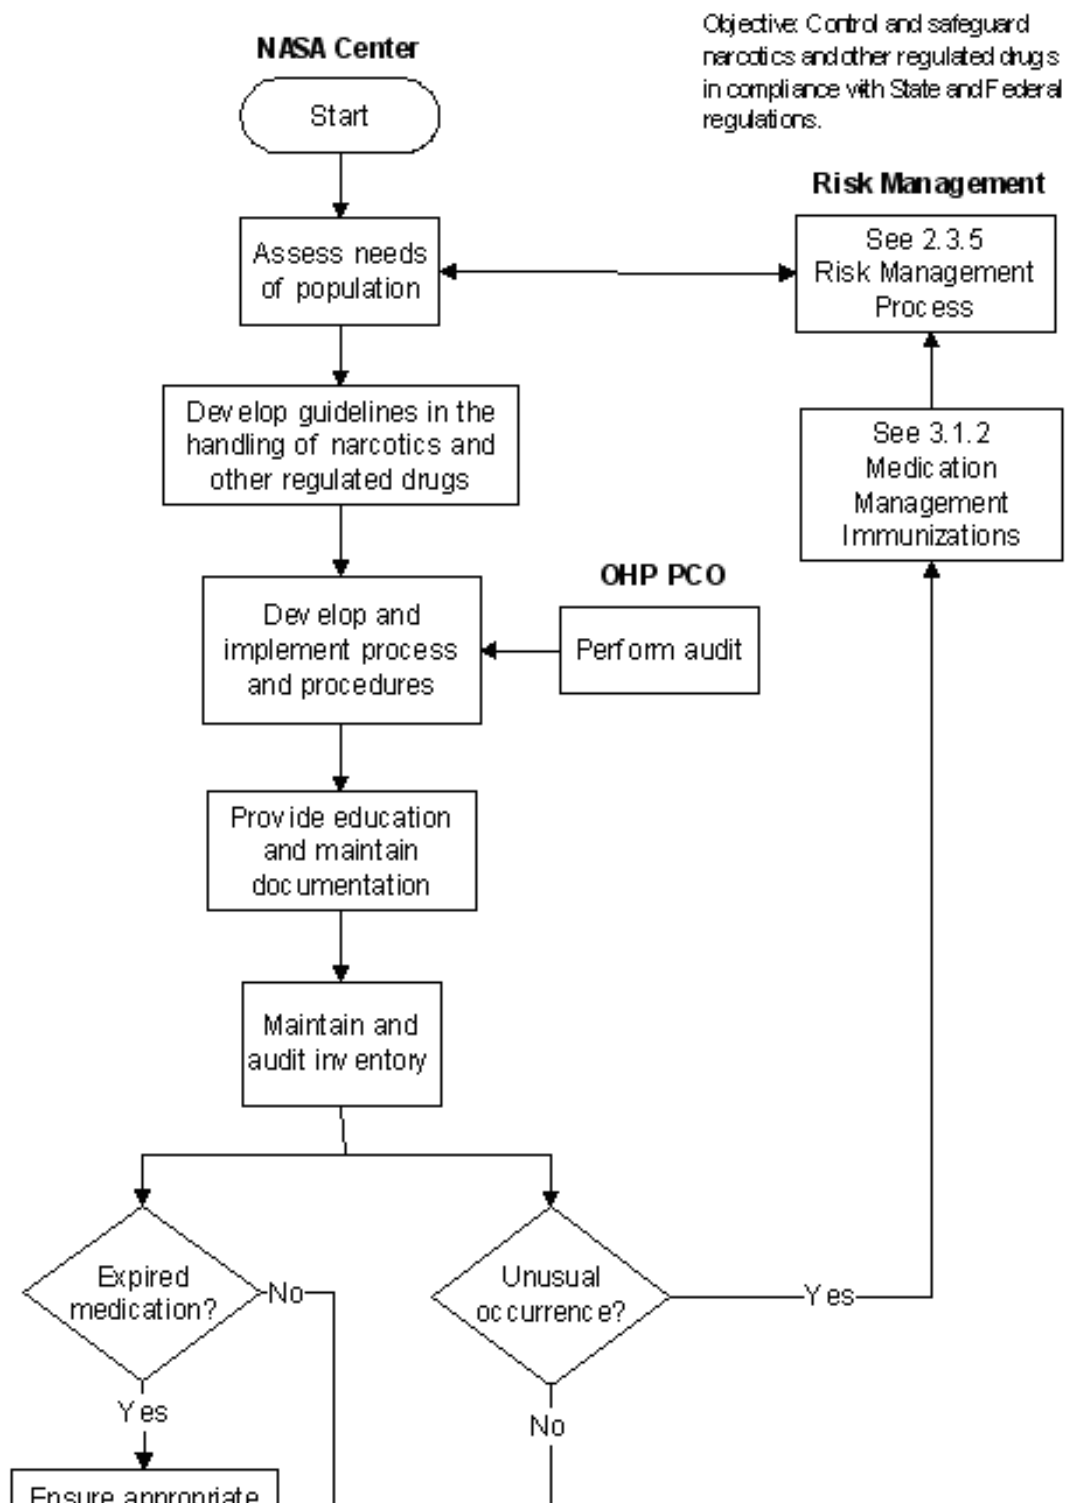 Objective: Control and safeguard
narcotics and other regulated drugs
in compliance with State and Federal
regulations.
NASA Center
Start
Risk Management
Assess needs
of population
See 2.3.5
Risk Management
Process
Develop guidelines in the
handling of narcotics and
other regulated drugs
See 3.1.2
Medication
Management
Immunizations
OHP PCO
Develop and
implement process
and procedures
Perform audit
Provide education
and maintain
documentation
Maintain and
audit inventory
Expired
medication?
No
Unusual
occurrence?
Yes
Yes
No
Ensure appropriate